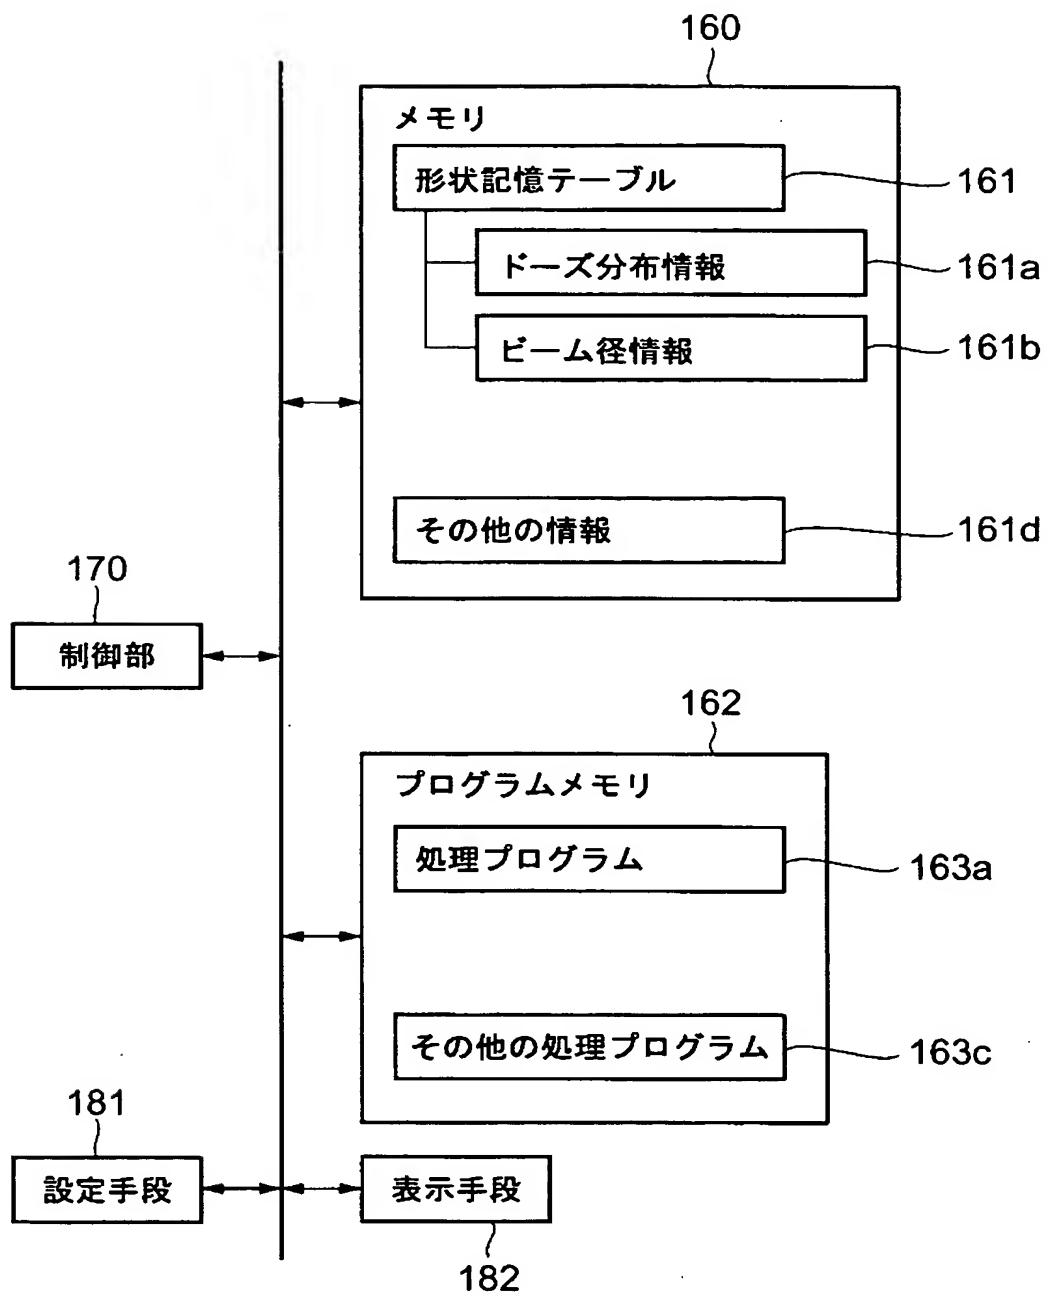 160
メモリ
形状記憶テーブル
161
ドーズ分布情報
161a
ビーム径情報
161b
その他の情報
161d
170
制御部
162
プログラムメモリ
処理プログラム
163a
その他の処理プログラム
163c
181
設定手段
表示手段
182